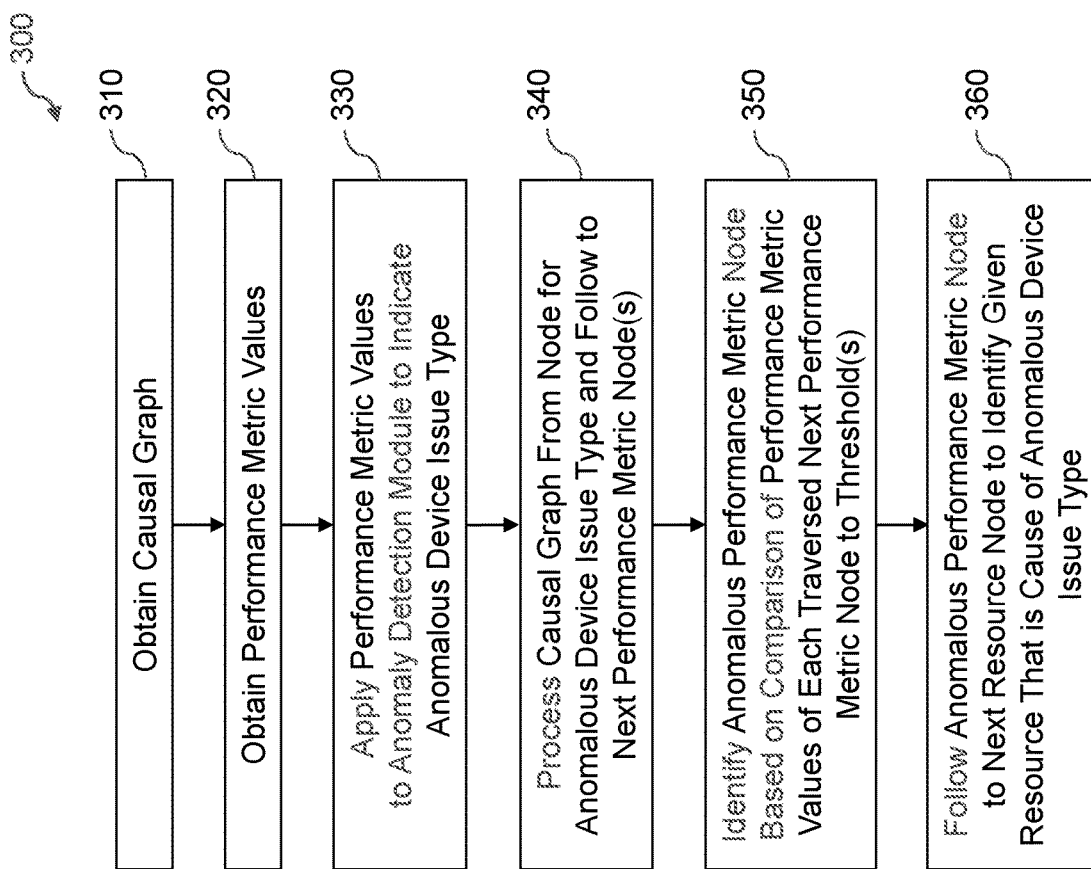 300
310
Obtain Causal Graph
320
Obtain Performance Metric Values
330
Apply Performance Metric Values
to Anomaly Detection Module to Indicate
Anomalous Device Issue Type
340
Process Causal Graph From Node for
Anomalous Device Issue Type and Follow to
Next Performance Metric Node(s)
350
Identify Anomalous Performance Metric Node
Based on Comparison of Performance Metric
Values of Each Traversed Next Performance
Metric Node to Threshold(s)
360
Follow Anomalous Performance Metric Node
to Next Resource Node to Identify Given
Resource That is Cause of Anomalous Device
Issue Type